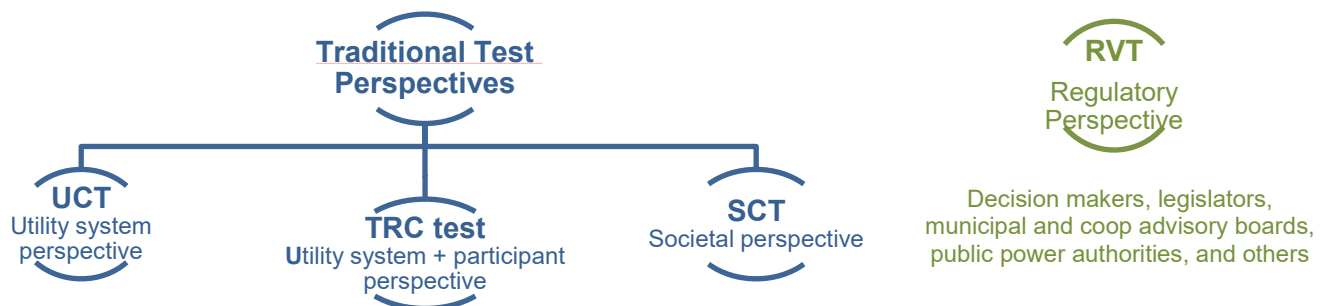 Traditional Test
Perspectives
UCT
Utility system
perspective
TRC test
Utility system + participant
perspective
SCT
Societal perspective
RVT
Regulatory
Perspective
Decision makers, legislators,
municipal and coop advisory boards,
public power authorities, and others